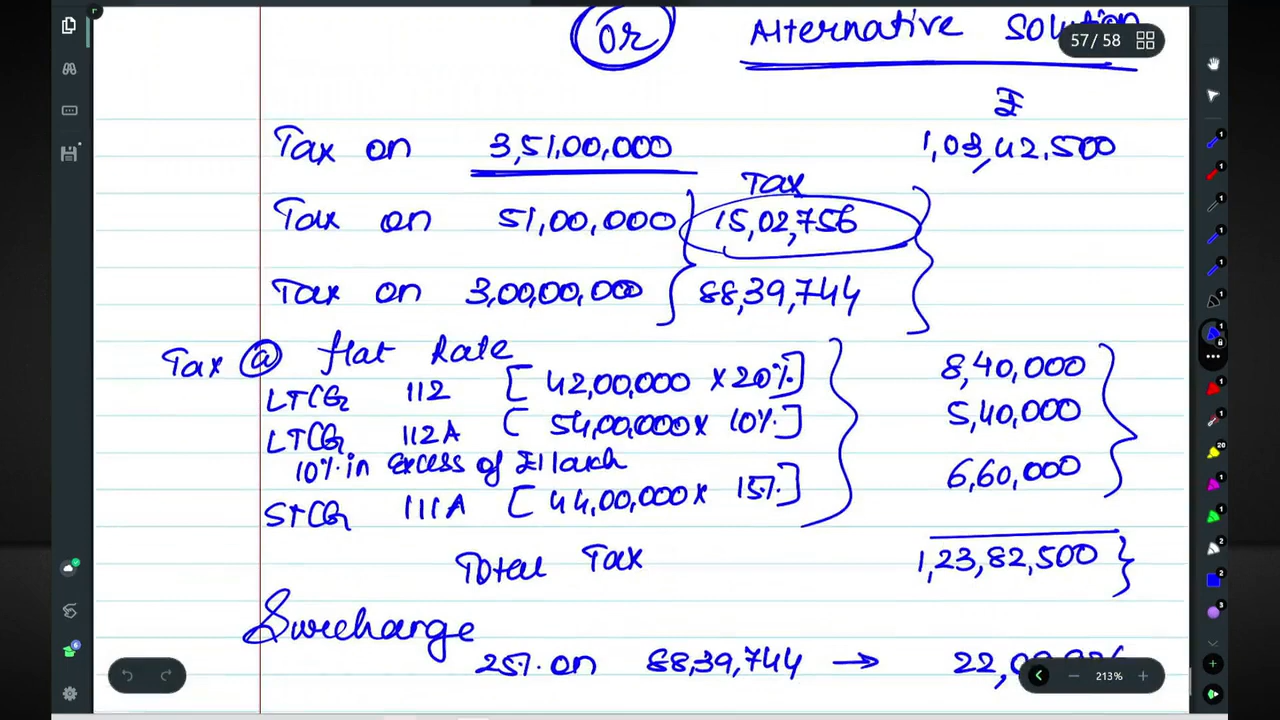 Or Alternative Solution
57/58
₹
Tax on 3,51,00,000 1,03,42,500
Tax
Tax on 51,00,000 15,02,756
Tax on 3,00,00,000 88,39,744
Tax @ flat Rate
LTCG 112 [42,00,000 x 20%] 8,40,000
LTCG 112A [54,00,000 x 10%] 5,40,000
10% in excess of ₹1 lakh
STCG 111A [44,00,000 x 15%] 6,60,000
Total Tax 1,23,82,500
Surcharge
25% on 88,39,744 → 22,09,936
213%